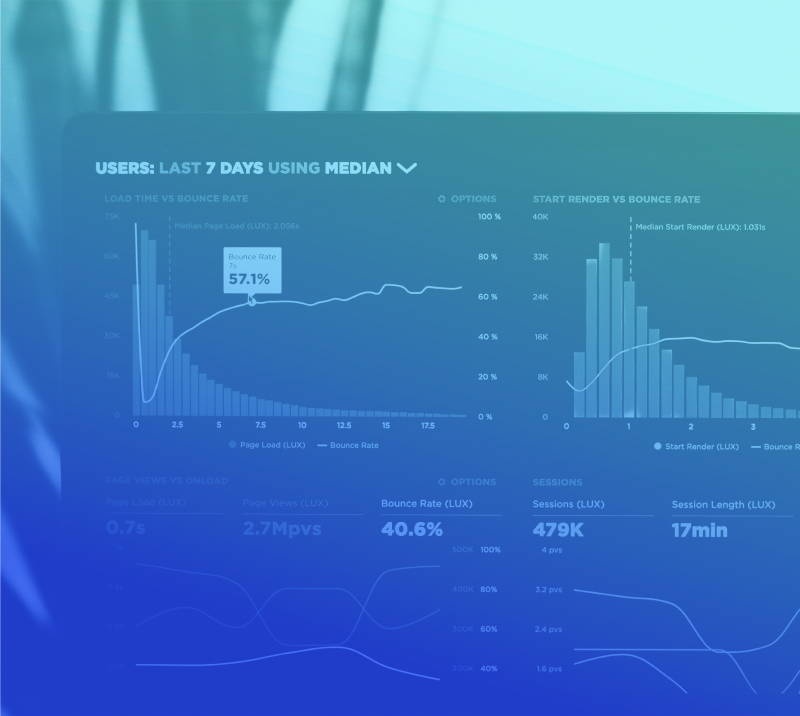 USERS: LAST 7 DAYS USING MEDIAN
LOAD TIME VS BOUNCE RATE
OPTIONS
75K
60K
45K
30K
15K
0
Median Page Load (LUX): 2.056s
Bounce Rate
7s
57.1%
100 %
80 %
60 %
40 %
20 %
0 %
0 2.5 5 7.5 10 12.5 15 17.5
Page Load (LUX) Bounce Rate
START RENDER VS BOUNCE RATE
40K
32K
24K
16K
8K
0
Median Start Render (LUX): 1.031s
0 1 2 3
Start Render (LUX) Bounce R
PAGE VIEWS VS ONLOAD
OPTIONS
Page Load (LUX) Page Views (LUX) Bounce Rate (LUX)
0.7s 2.7Mpvs 40.6%
500K 100%
400K 80%
300K 60%
200K 40%
SESSIONS
Sessions (LUX) Session Length (LUX)
479K 17min
4 pvs
3.2 pvs
2.4 pvs
1.6 pvs